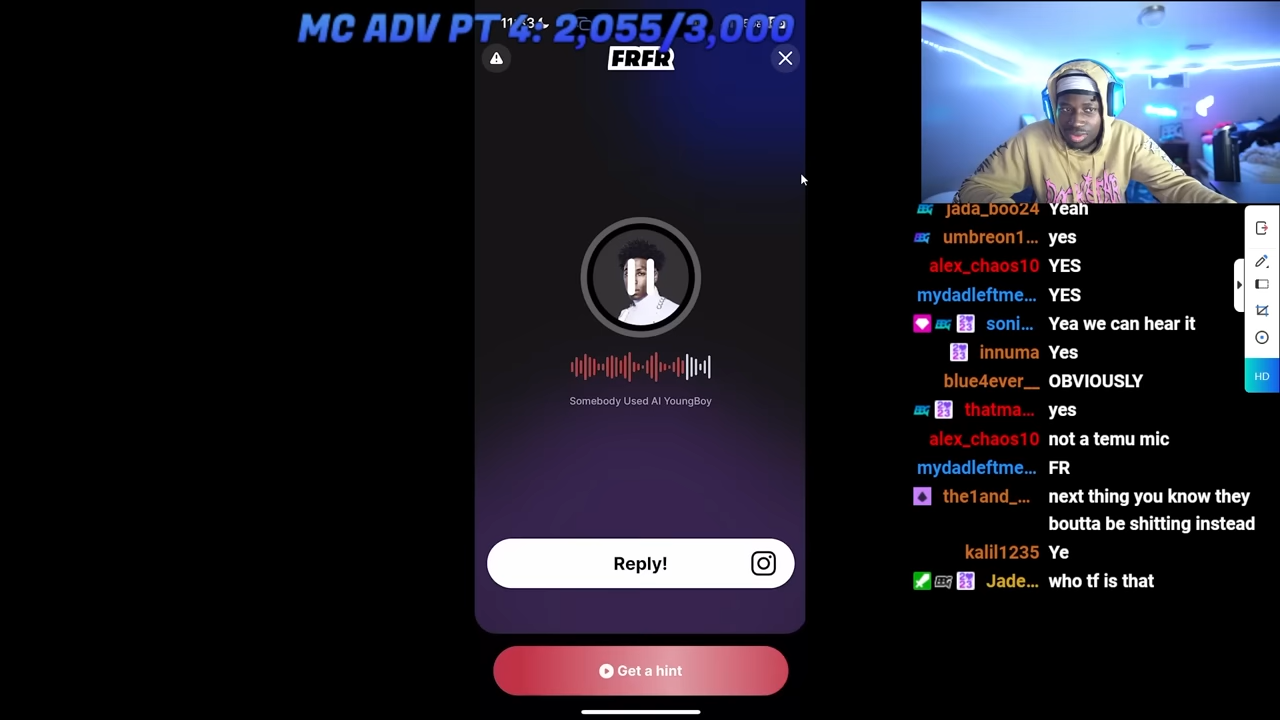 MC ADV PT 4: 2,055/3,000
FRFR
Somebody Used AI YoungBoy
Reply!
Get a hint
jada_boo24 Yeah
umbreon1… yes
alex_chaos10 YES
mydadleftme… YES
soni… Yea we can hear it
innuma Yes
blue4ever__ OBVIOUSLY
thatma… yes
alex_chaos10 not a temu mic
mydadleftme… FR
the1and_… next thing you know they
boutta be shitting instead
kalil1235 Ye
Jade… who tf is that
HD